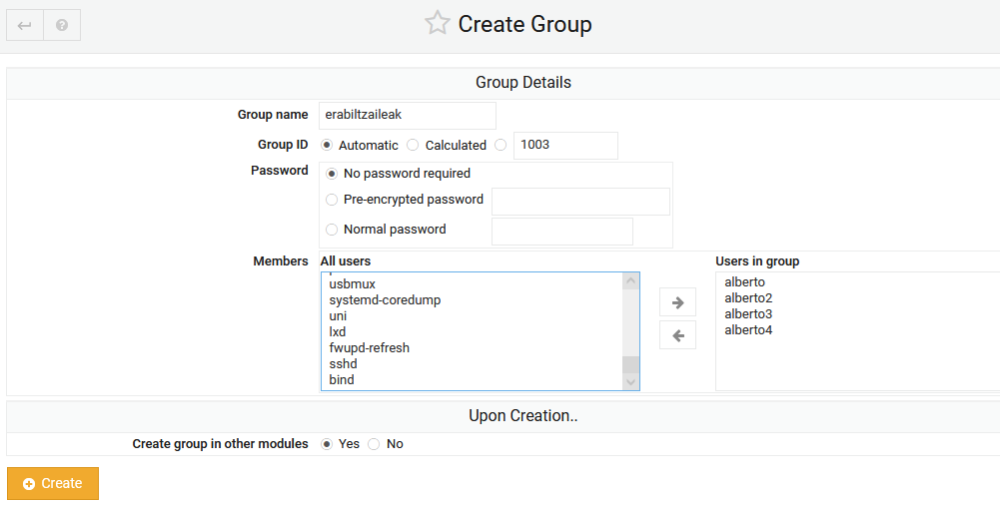 Create Group
Group Details
Group name erabiltzaileak
Group ID Automatic Calculated 1003
Password No password required
Pre-encrypted password
Normal password
Members All users Users in group
usbmux
systemd-coredump
uni
lxd
fwupd-refresh
sshd
bind
alberto
alberto2
alberto3
alberto4
Upon Creation..
Create group in other modules Yes No
Create